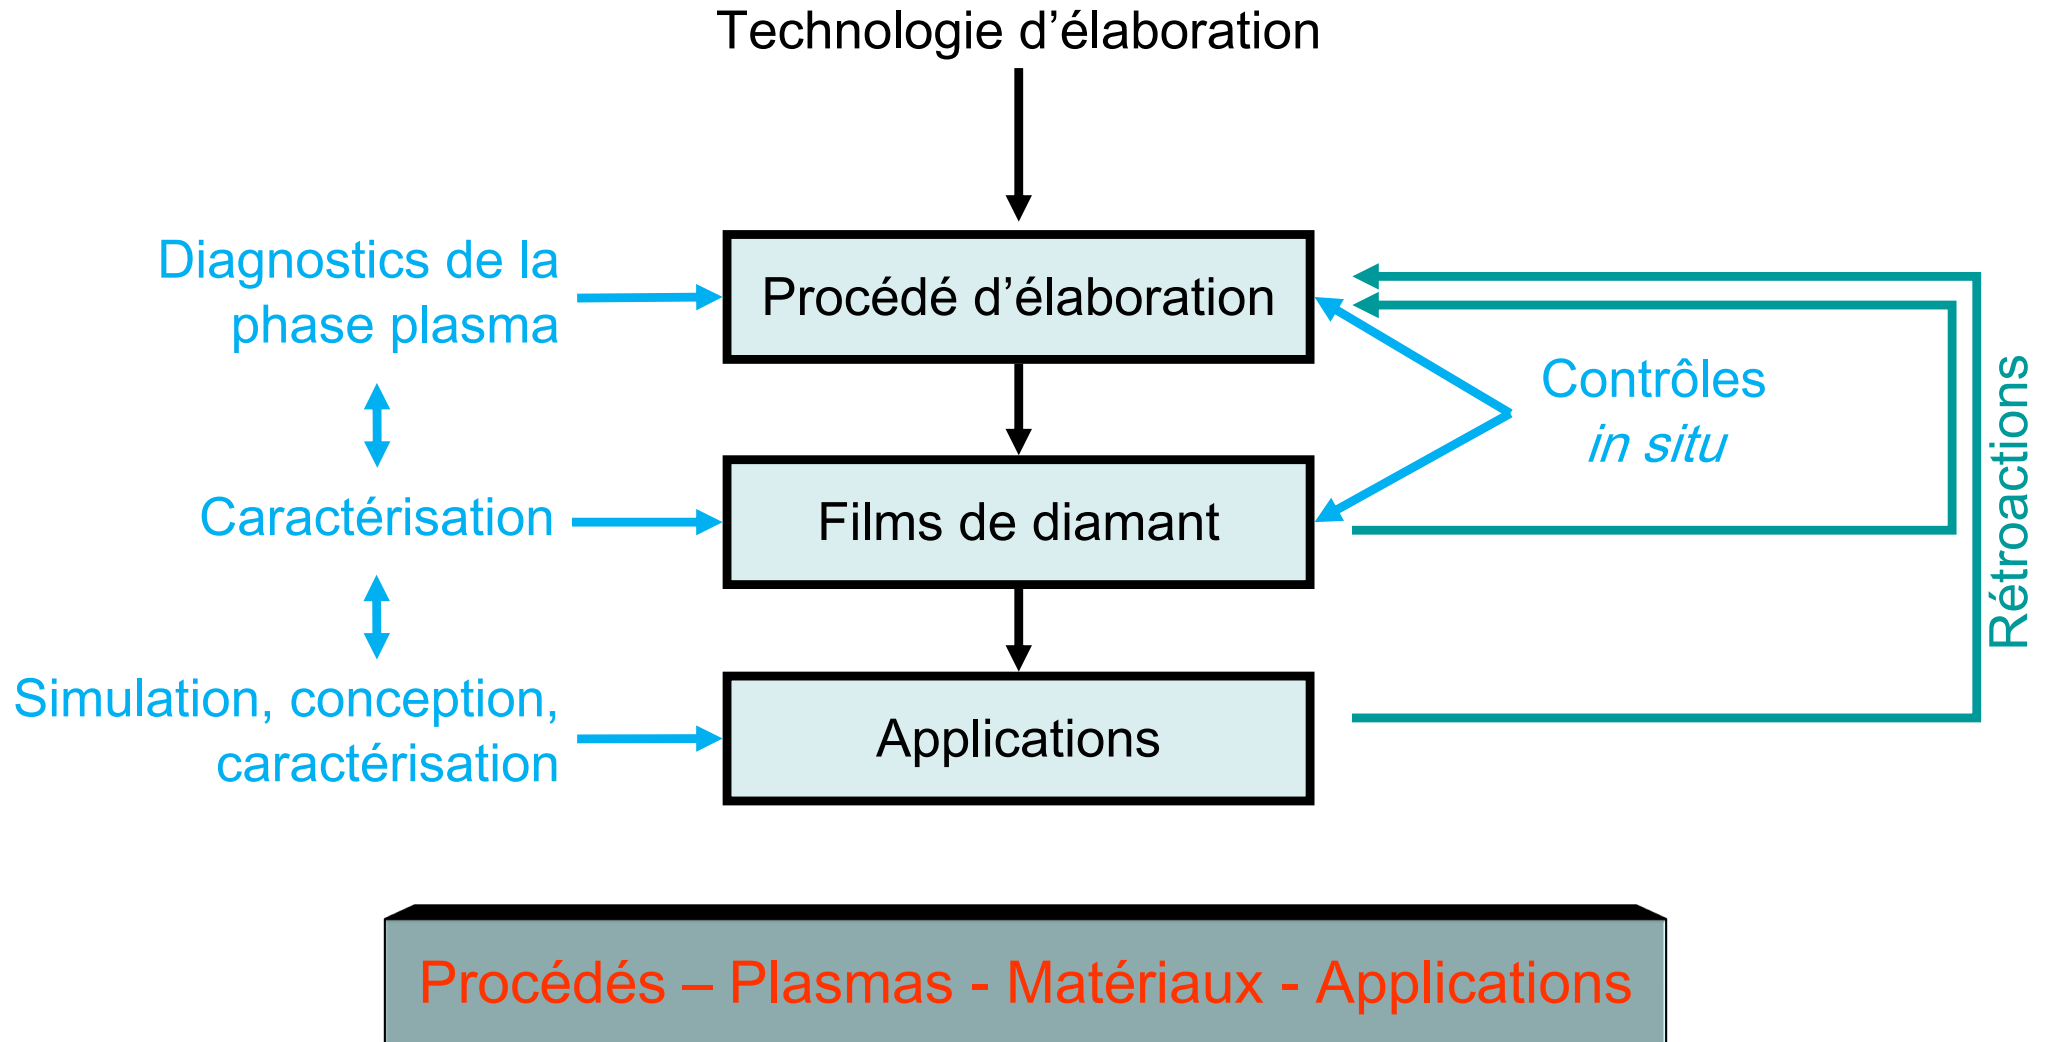 Technologie d’élaboration
Diagnostics de la
phase plasma
Procédé d’élaboration
Contrôles
in situ
Rétroactions
Caractérisation
Films de diamant
Simulation, conception,
caractérisation
Applications
Procédés – Plasmas - Matériaux - Applications